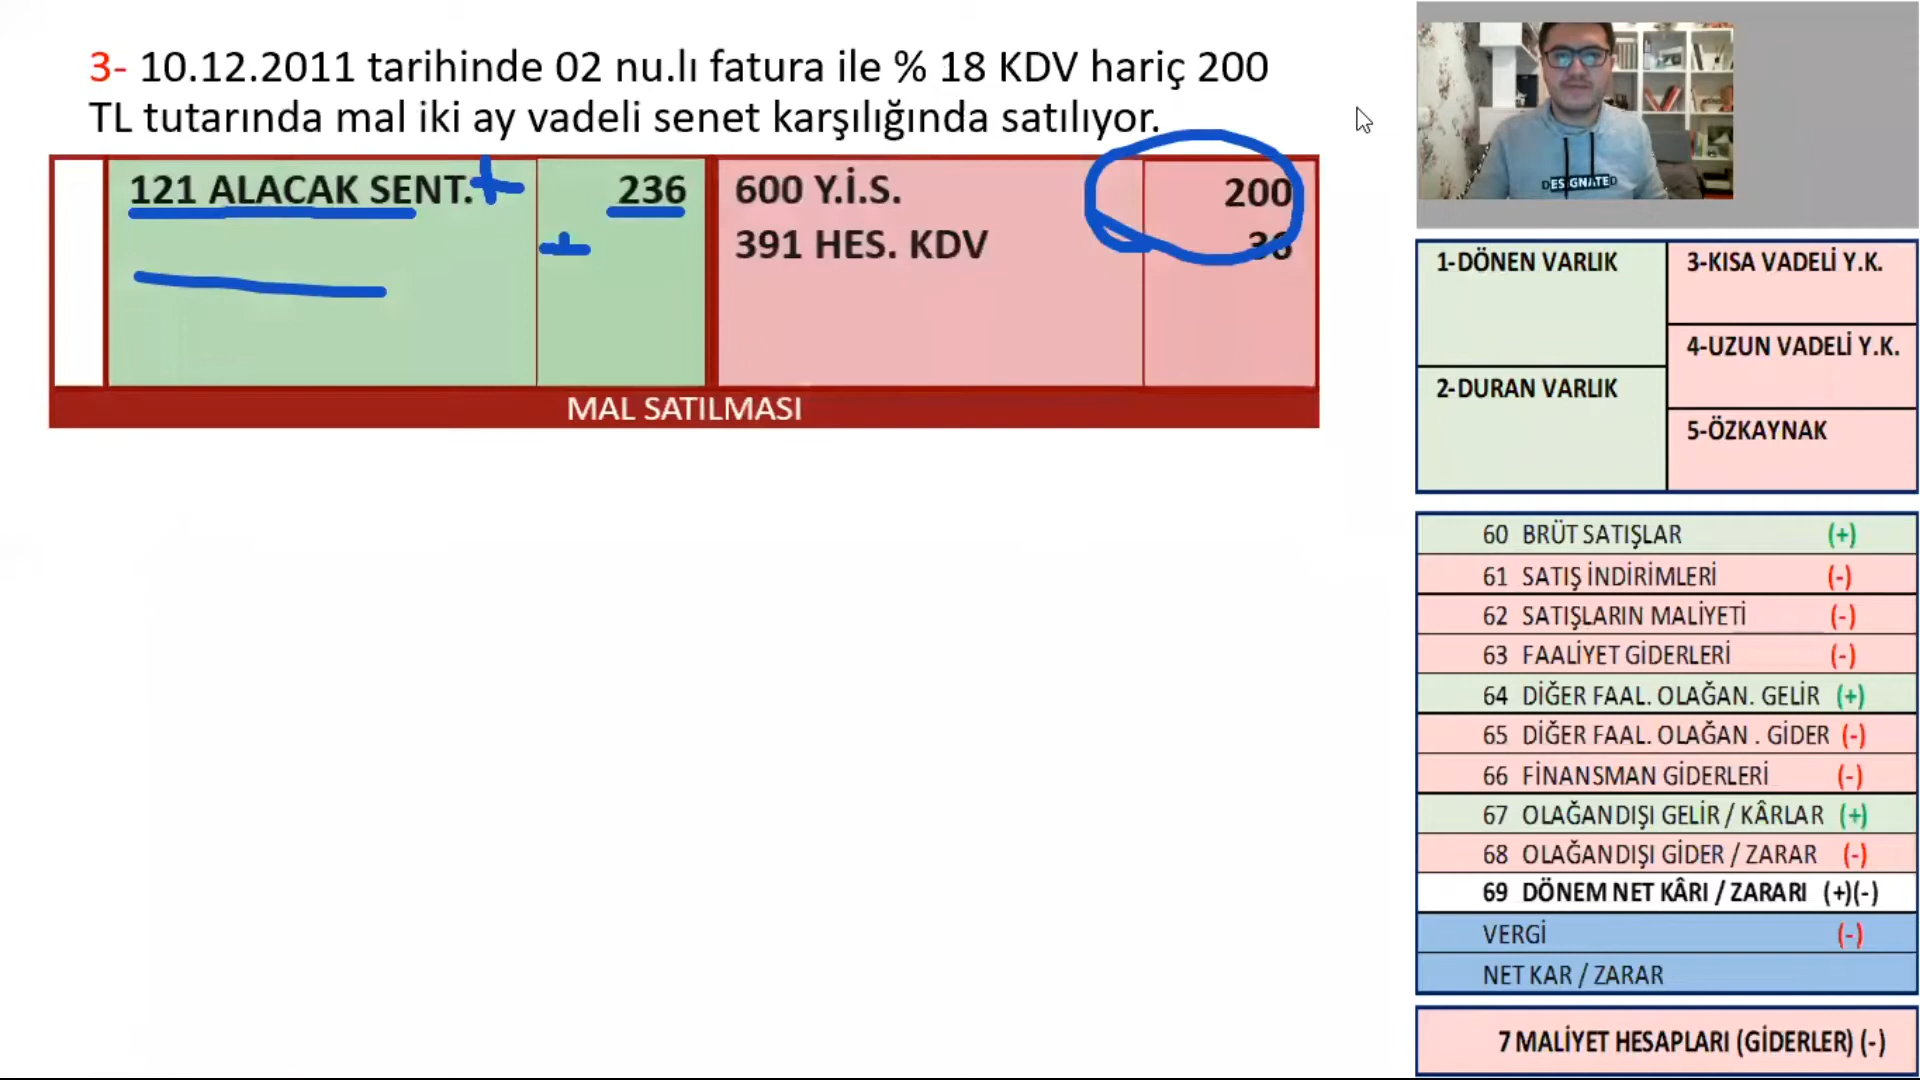 3- 10.12.2011 tarihinde 02 nu.lı fatura ile % 18 KDV hariç 200
TL tutarında mal iki ay vadeli senet karşılığında satılıyor.
121 ALACAK SENT. 236 600 Y.İ.S. 200
391 HES. KDV 36
MAL SATILMASI
DESIGNATED
1-DÖNEN VARLIK
2-DURAN VARLIK
3-KISA VADELİ Y.K.
4-UZUN VADELİ Y.K.
5-ÖZKAYNAK
60 BRÜT SATIŞLAR (+)
61 SATIŞ İNDİRİMLERİ (-)
62 SATIŞLARIN MALİYETİ (-)
63 FAALİYET GİDERLERİ (-)
64 DİĞER FAAL. OLAĞAN. GELİR (+)
65 DİĞER FAAL. OLAĞAN . GİDER (-)
66 FİNANSMAN GİDERLERİ (-)
67 OLAĞANDIŞI GELİR / KÂRLAR (+)
68 OLAĞANDIŞI GİDER / ZARAR (-)
69 DÖNEM NET KÂRI / ZARARI (+)(-)
VERGİ (-)
NET KAR / ZARAR
7 MALİYET HESAPLARI (GİDERLER) (-)